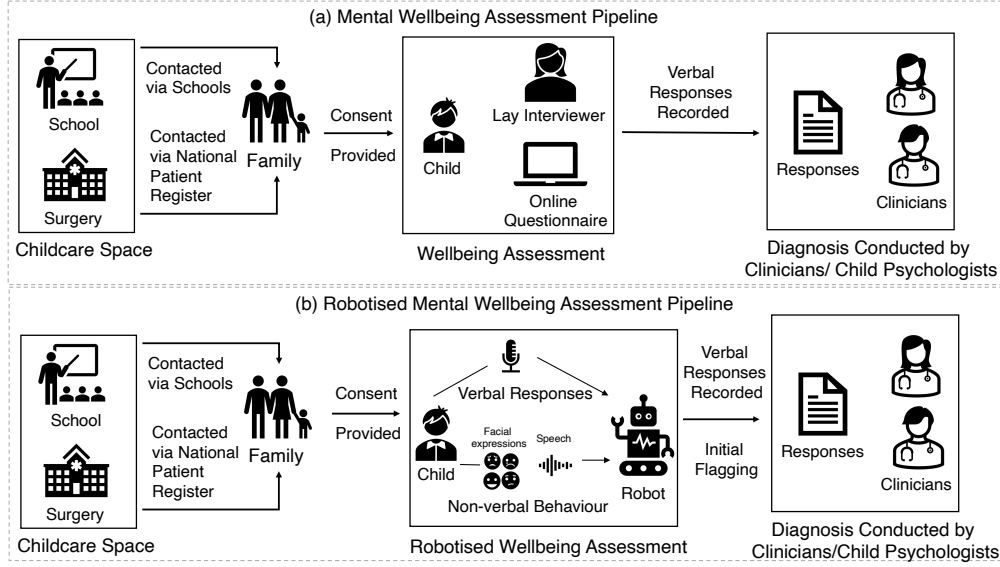 (a) Mental Wellbeing Assessment Pipeline
School
Surgery
Childcare Space
Contacted
via Schools
Contacted
via National
Patient
Register
Family
Consent
Provided
Child
Lay Interviewer
Online
Questionnaire
Wellbeing Assessment
Verbal
Responses
Recorded
Responses
Clinicians
Diagnosis Conducted by
Clinicians/ Child Psychologists
(b) Robotised Mental Wellbeing Assessment Pipeline
School
Surgery
Childcare Space
Contacted
via Schools
Contacted
via National
Patient
Register
Family
Consent
Provided
Verbal Responses
Child
Facial
expressions
Speech
Non-verbal Behaviour
Robot
Robotised Wellbeing Assessment
Verbal
Responses
Recorded
Initial
Flagging
Responses
Clinicians
Diagnosis Conducted by
Clinicians/Child Psychologists